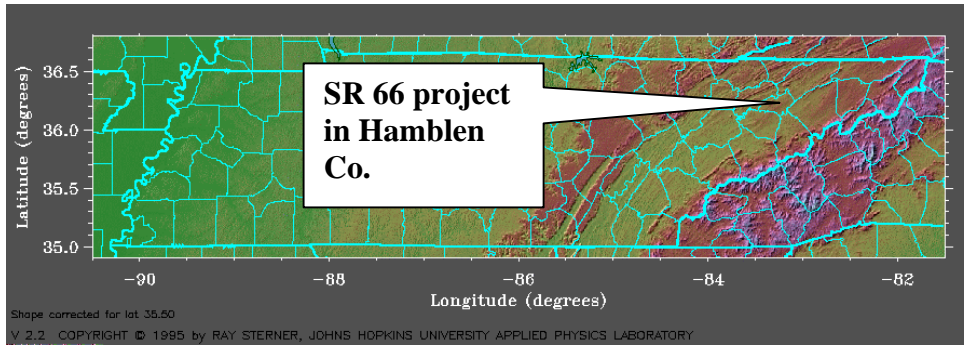 SR 66 project
in Hamblen
Co.
Latitude (degrees)
36.5
36.0
35.5
35.0
-90
-88
-86
-84
-82
Longitude (degrees)
Shape corrected for lat 35.50
V 2.2 COPYRIGHT © 1995 by RAY STERNER, JOHNS HOPKINS UNIVERSITY APPLIED PHYSICS LABORATORY